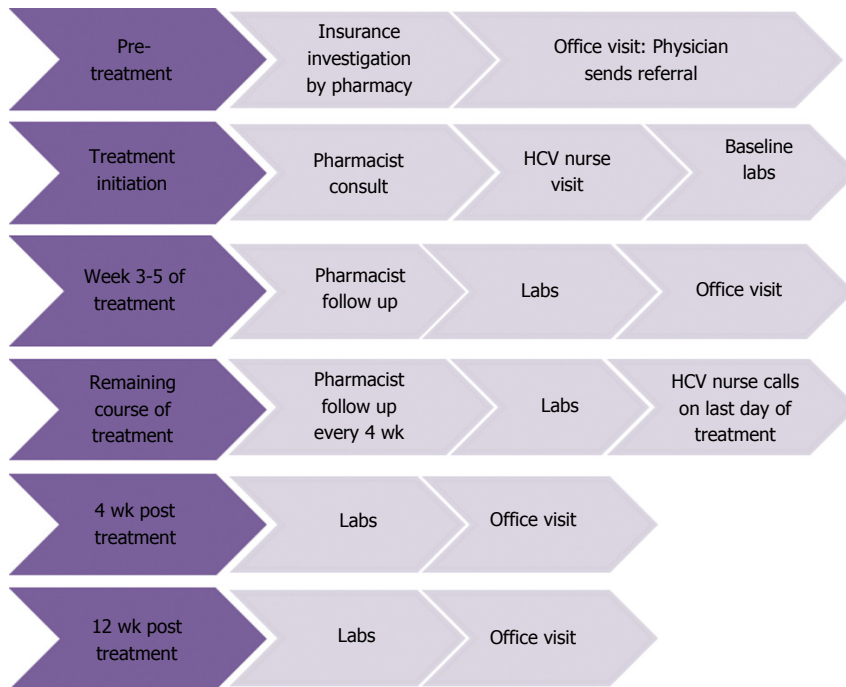 Pre-
treatment
Insurance
investigation
by pharmacy
Office visit: Physician
sends referral
Treatment
initiation
Pharmacist
consult
HCV nurse
visit
Baseline
labs
Week 3-5 of
treatment
Pharmacist
follow up
Labs
Office visit
Remaining
course of
treatment
Pharmacist
follow up
every 4 wk
Labs
HCV nurse calls
on last day of
treatment
4 wk post
treatment
Labs
Office visit
12 wk post
treatment
Labs
Office visit